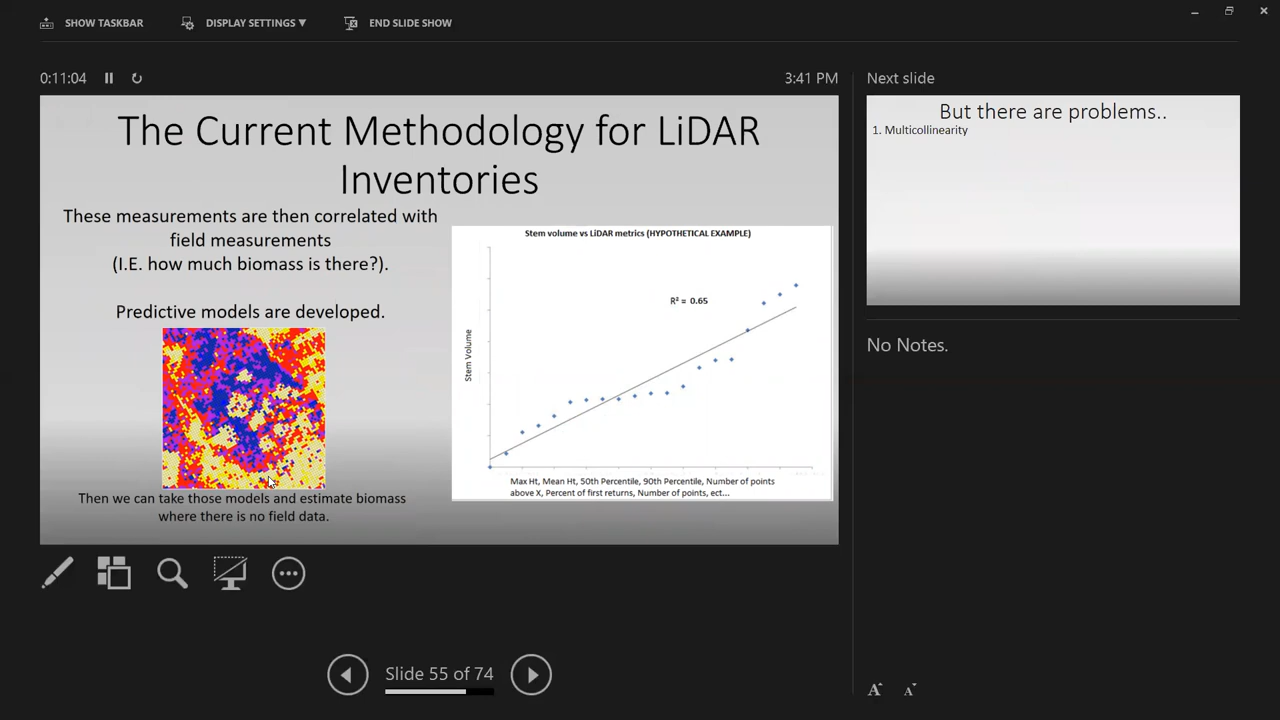 SHOW TASKBAR
DISPLAY SETTINGS ▼
END SLIDE SHOW
0:11:04
3:41 PM
The Current Methodology for LiDAR
Inventories
These measurements are then correlated with
field measurements
(I.E. how much biomass is there?).
Predictive models are developed.
Then we can take those models and estimate biomass
where there is no field data.
Stem volume vs LiDAR metrics (HYPOTHETICAL EXAMPLE)
R² = 0.65
Stem Volume
Max Ht, Mean Ht, 50th Percentile, 90th Percentile, Number of points
above X, Percent of first returns, Number of points, ect...
Slide 55 of 74
Next slide
But there are problems..
1. Multicollinearity
No Notes.
A
A